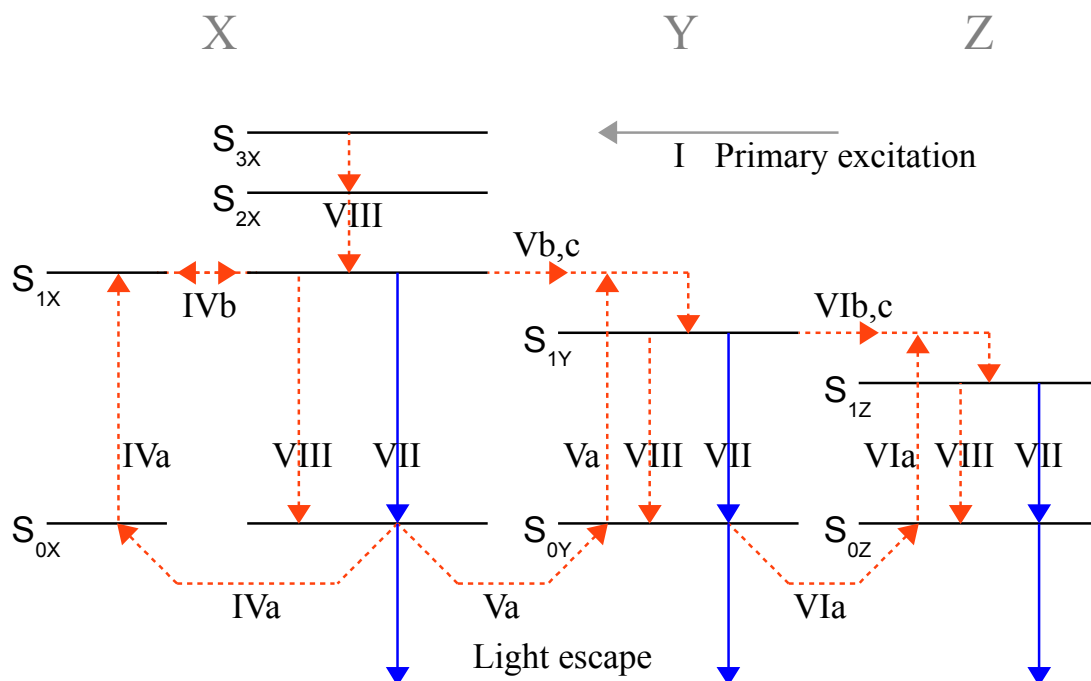 X Y Z
S3X
I Primary excitation
S2X
VIII
Vb,c
S1X
IVb
VIb,c
S1Y
S1Z
IVa VIII VII Va VIII VII VIa VIII VII
S0X S0Y S0Z
IVa Va VIa
Light escape